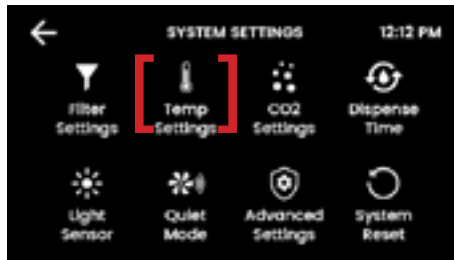 SYSTEM SETTINGS
12:12 PM
Filter
Settings
Temp
Settings
CO2
Settings
Dispense
Time
Light
Sensor
Quiet
Mode
Advanced
Settings
System
Reset